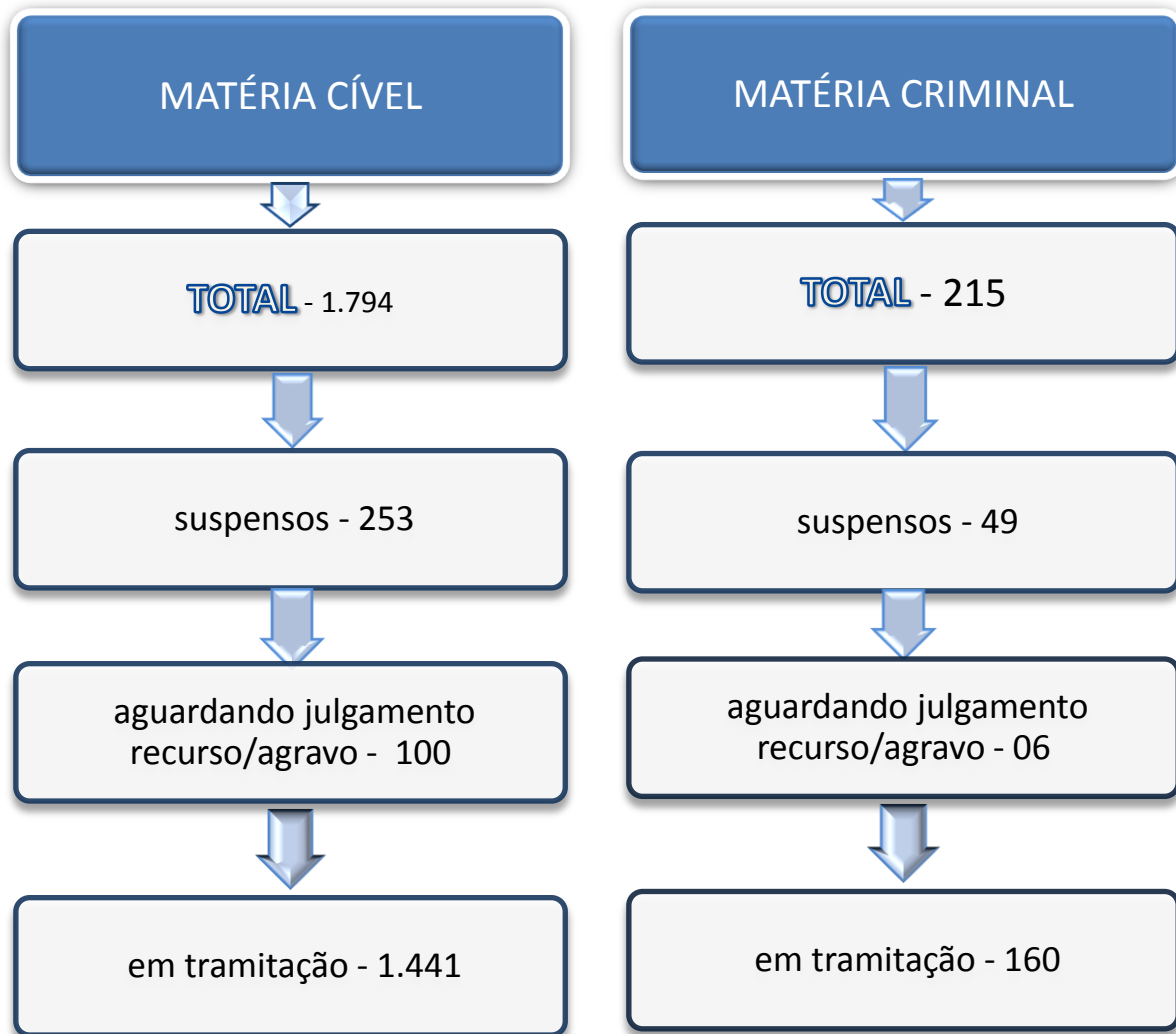 MATÉRIA CÍVEL
TOTAL - 1.794
suspensos - 253
aguardando julgamento
recurso/agravo - 100
em tramitação - 1.441
MATÉRIA CRIMINAL
TOTAL - 215
suspensos - 49
aguardando julgamento
recurso/agravo - 06
em tramitação - 160